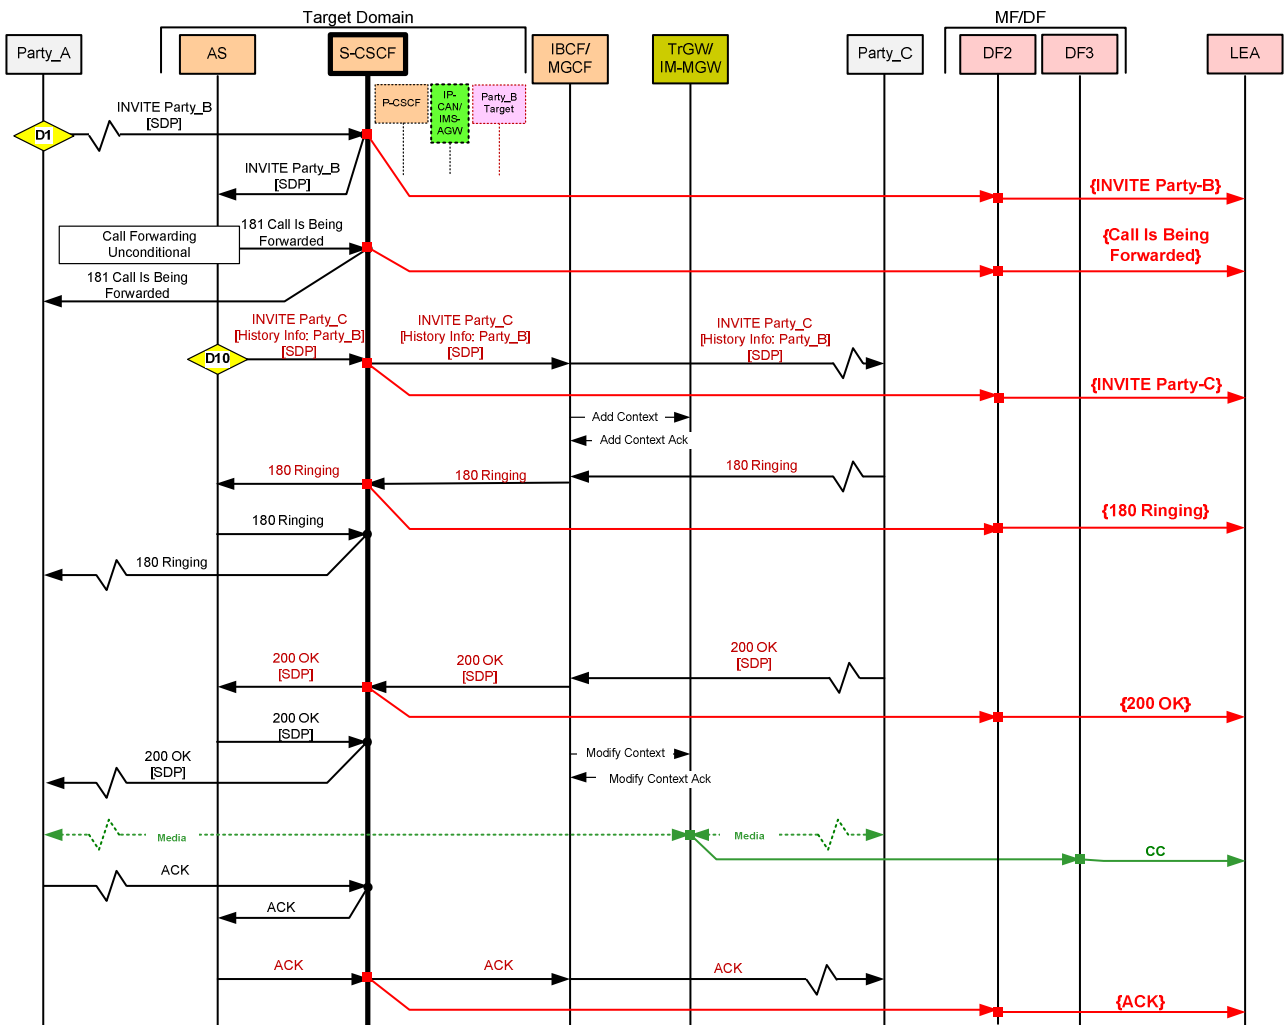 Target Domain
MF/DF
Party_A
AS
S-CSCF
IBCF/
MGCF
TrGW/
IM-MGW
Party_C
DF2
DF3
LEA
P-CSCF
IP-
CAN/
IMS-
AGW
Party_B
Target
INVITE Party_B
[SDP]
D1
INVITE Party_B
[SDP]
{INVITE Party-B}
Call Forwarding
Unconditional
181 Call Is Being
Forwarded
{Call Is Being
Forwarded}
181 Call Is Being
Forwarded
INVITE Party_C
[History Info: Party_B]
[SDP]
INVITE Party_C
[History Info: Party_B]
[SDP]
INVITE Party_C
[History Info: Party_B]
[SDP]
D10
{INVITE Party-C}
Add Context
Add Context Ack
180 Ringing
180 Ringing
180 Ringing
{180 Ringing}
180 Ringing
180 Ringing
200 OK
[SDP]
200 OK
[SDP]
200 OK
[SDP]
{200 OK}
200 OK
[SDP]
200 OK
[SDP]
Modify Context
Modify Context Ack
Media
Media
CC
ACK
ACK
ACK
ACK
ACK
{ACK}